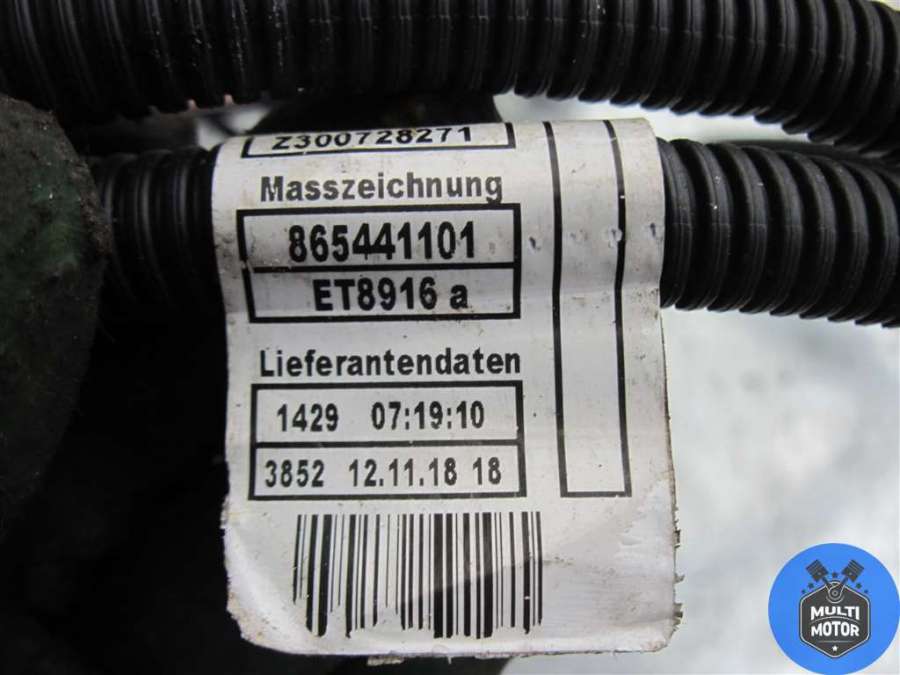 Z300728271
Masszeichnung
865441101
ET8916 a
Lieferantendaten
1429 07:19:10
3852 12.11.18 18
MULTI
MOTOR